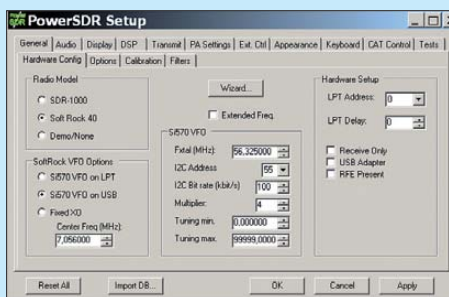 PowerSDR Setup
General Audio Display DSP Transmit PA Settings Ext. Ctrl Appearance Keyboard CAT Control Tests
Hardware Config Options Calibration Filters
Radio Model
SDR-1000
Soft Rock 40
Demo/None
SoftRock VFO Options
Si570 VFO on LPT
Si570 VFO on USB
Fixed XO
Center Freq (MHz):
7,056000
Wizard...
Extended Freq.
Si570 VFO
Fxtal (MHz): 56,325000
I2C Address 55
I2C Bit rate (kbit/s) 100
Multiplier: 4
Tuning min. 0,000000
Tuning max. 99999,0000
Hardware Setup
LPT Address: 0
LPT Delay: 0
Receive Only
USB Adapter
RFE Present
Reset All Import DB... OK Cancel Apply